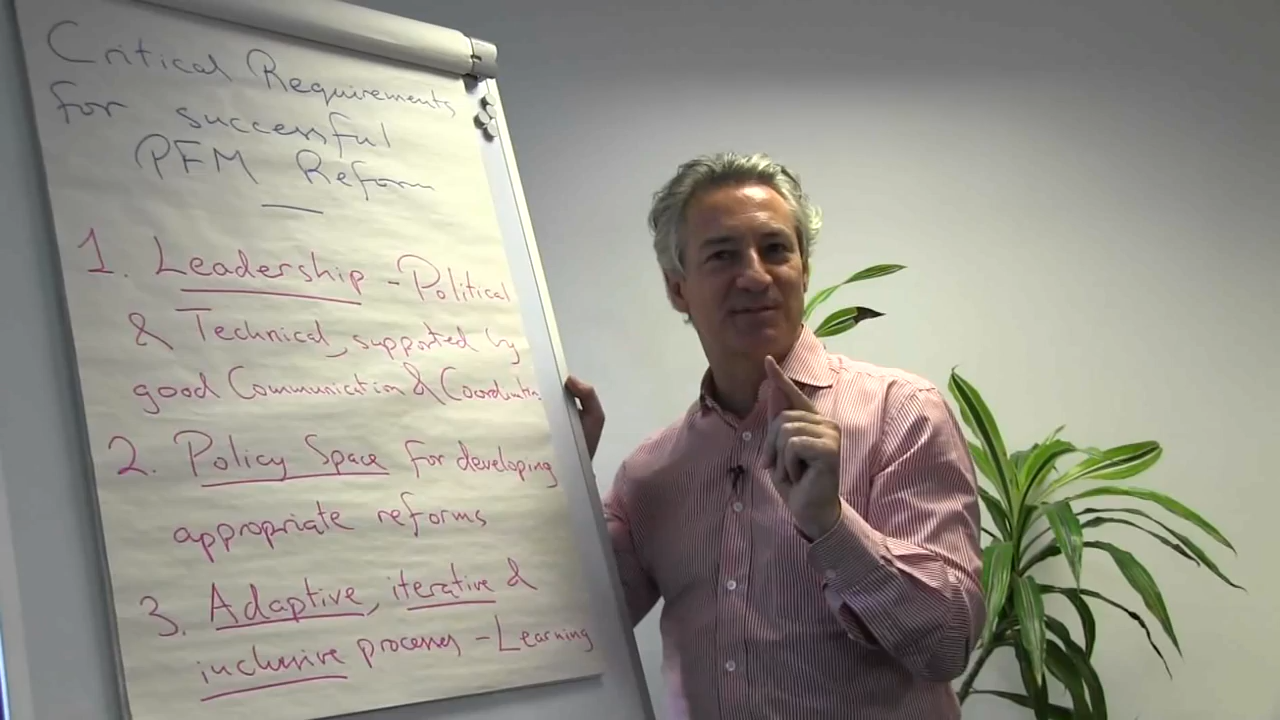 Critical Requirements
for successful
PFM Reform
1. Leadership - Political
& Technical, supported by
good Communication & Coordination
2. Policy Space for developing
appropriate reforms
3. Adaptive, iterative &
inclusive processes - Learning